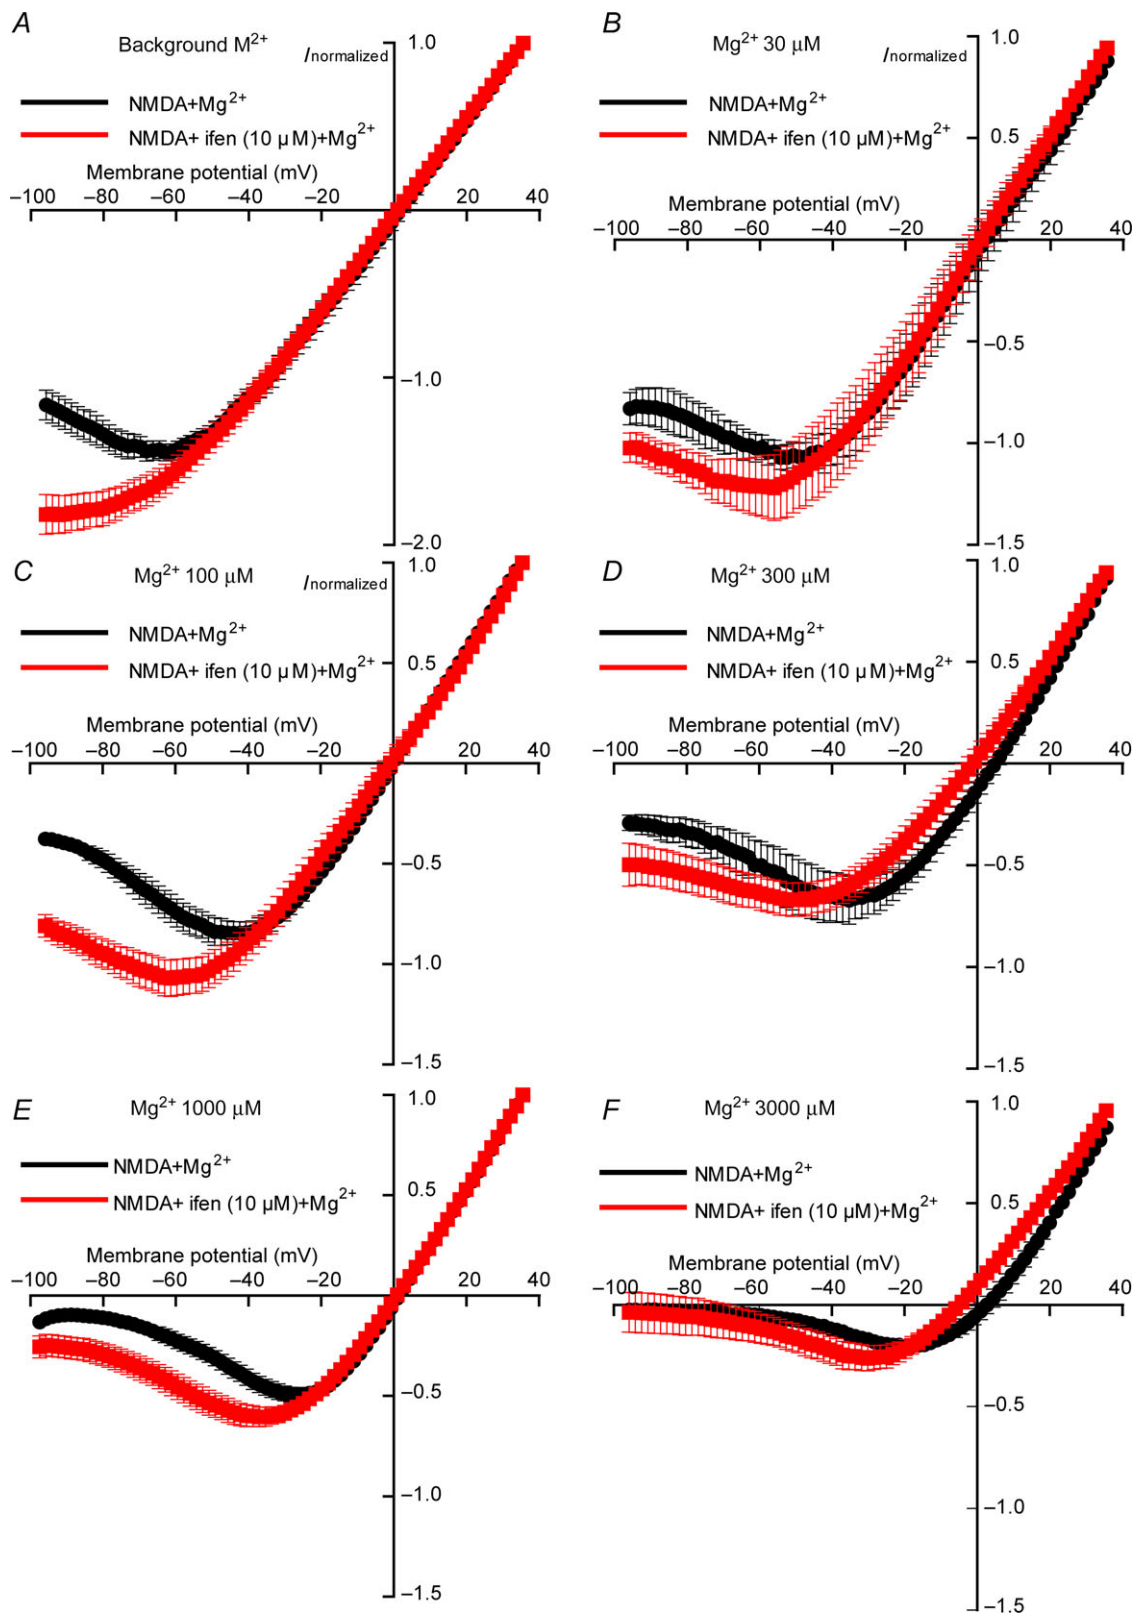 A
Background M²⁺
Inormalized
1.0
NMDA+Mg²⁺
NMDA+ ifen (10 µM)+Mg²⁺
Membrane potential (mV)
–100 –80 –60 –40 –20 20 40
–1.0
–2.0
B
Mg²⁺ 30 µM
Inormalized
1.0
NMDA+Mg²⁺
NMDA+ ifen (10 µM)+Mg²⁺
0.5
Membrane potential (mV)
–100 –80 –60 –40 –20 20 40
–0.5
–1.0
–1.5
C
Mg²⁺ 100 µM
Inormalized
1.0
NMDA+Mg²⁺
NMDA+ ifen (10 µM)+Mg²⁺
0.5
Membrane potential (mV)
–100 –80 –60 –40 –20 20 40
–0.5
–1.0
–1.5
D
Mg²⁺ 300 µM
1.0
NMDA+Mg²⁺
NMDA+ ifen (10 µM)+Mg²⁺
0.5
Membrane potential (mV)
–100 –80 –60 –40 –20 20 40
–0.5
–1.0
–1.5
E
Mg²⁺ 1000 µM
1.0
NMDA+Mg²⁺
NMDA+ ifen (10 µM)+Mg²⁺
0.5
Membrane potential (mV)
–100 –80 –60 –40 –20 20 40
–0.5
–1.0
–1.5
F
Mg²⁺ 3000 µM
1.0
NMDA+Mg²⁺
NMDA+ ifen (10 µM)+Mg²⁺
0.5
Membrane potential (mV)
–100 –80 –60 –40 –20 20 40
–0.5
–1.0
–1.5